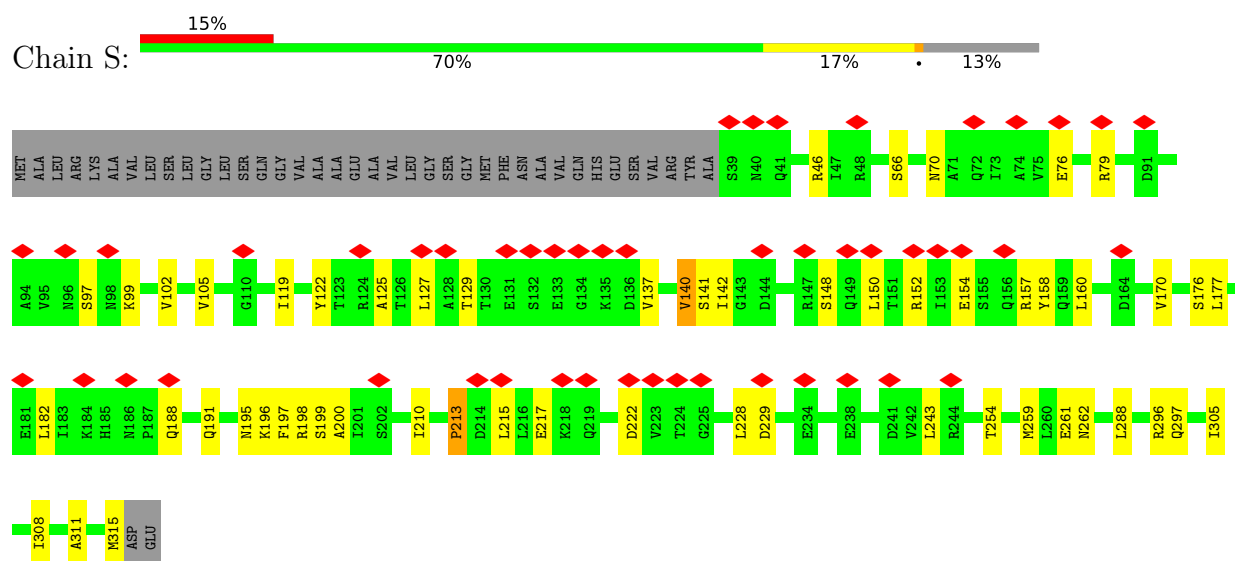 15%
Chain S:
70% 17% • 13%
MET ALA LEU ARG LYS ALA VAL LEU SER LEU GLY LEU SER GLN GLY VAL ALA ALA GLU ALA VAL LEU GLY SER GLY MET PHE ASN ALA VAL GLN HIS GLU SER VAL ARG TYR ALA S39 N40 Q41 R46 I47 R48 S66 N70 A71 Q72 I73 A74 V75 E76 R79 D91
A94 V95 N96 S97 N98 K99 V102 V105 G110 I119 Y122 T123 R124 A125 T126 L127 A128 T129 T130 E131 S132 E133 G134 K135 D136 V137 V140 S141 I142 G143 D144 R147 S148 Q149 L150 T151 R152 I153 E154 S155 Q156 R157 Y158 Q159 L160 D164 V170 S176 L177
E181 L182 I183 K184 H185 N186 P187 Q188 Q191 N195 K196 F197 R198 S199 A200 I201 S202 I210 P213 D214 L215 L216 E217 K218 Q219 D222 V223 T224 G225 L228 D229 E234 E238 D241 V242 L243 R244 T254 M259 L260 E261 N262 L288 R296 Q297 I305
I308 A311 M315 ASP GLU